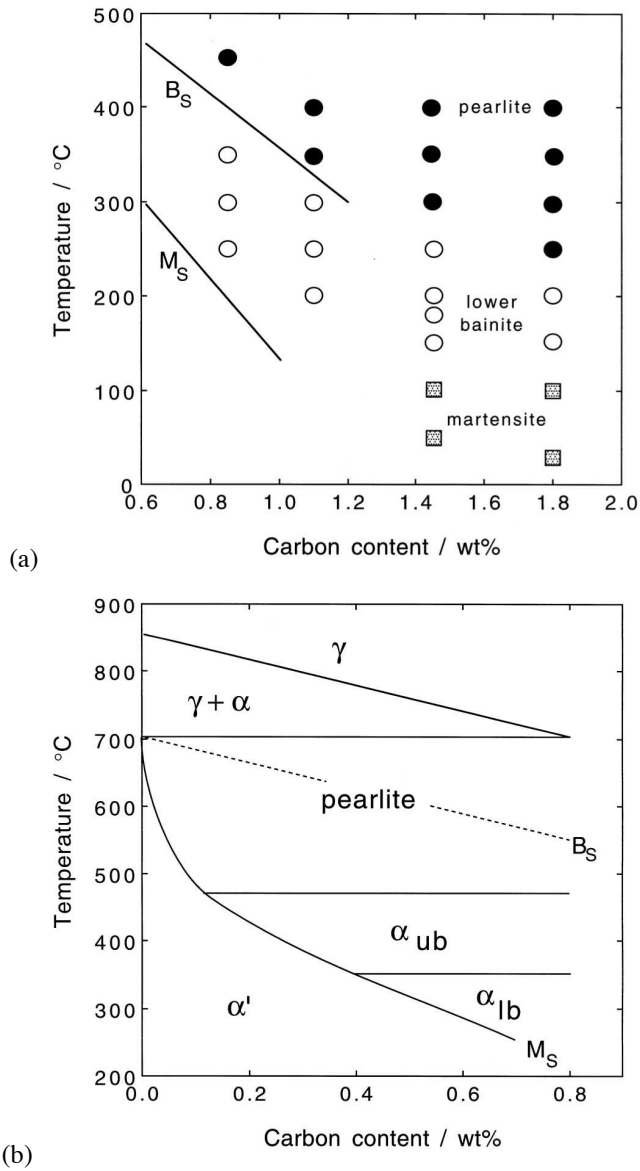 500
400
300
200
100
0
Temperature / °C
B_S
M_S
pearlite
lower
bainite
martensite
0.6
0.8
1.0
1.2
1.4
1.6
1.8
2.0
Carbon content / wt%
(a)
900
800
700
600
500
400
300
200
Temperature / °C
γ
γ + α
pearlite
B_S
α_ub
α_lb
α'
M_S
0.0
0.2
0.4
0.6
0.8
Carbon content / wt%
(b)